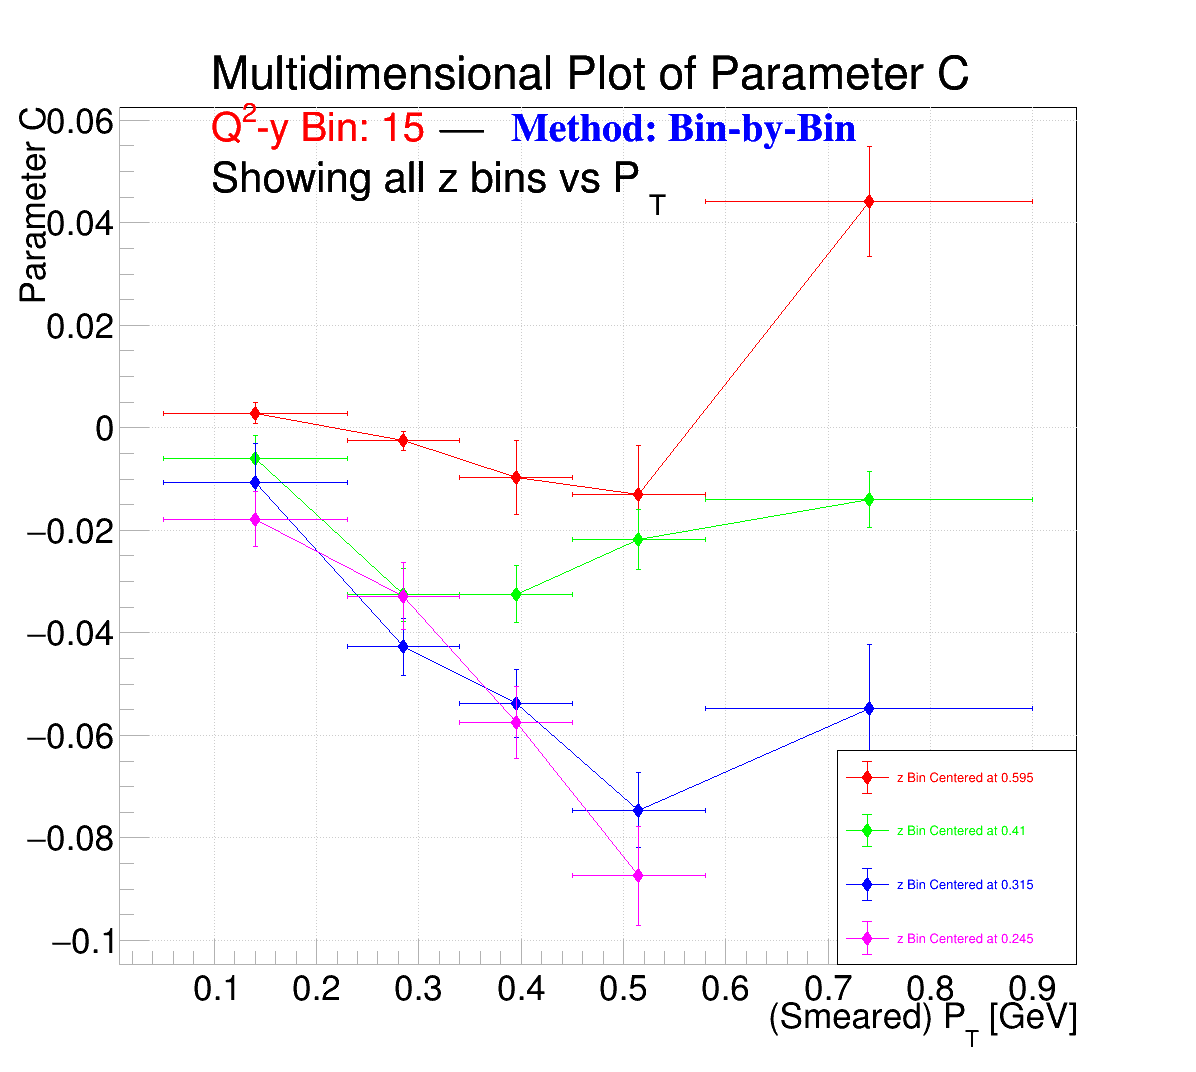 Multidimensional Plot of Parameter C
Q²-y Bin: 15 — Method: Bin-by-Bin
Showing all z bins vs P_T
Parameter C
0.06
0.04
0.02
0
−0.02
−0.04
−0.06
−0.08
−0.1
z Bin Centered at 0.595
z Bin Centered at 0.41
z Bin Centered at 0.315
z Bin Centered at 0.245
0.1 0.2 0.3 0.4 0.5 0.6 0.7 0.8 0.9
(Smeared) P_T [GeV]